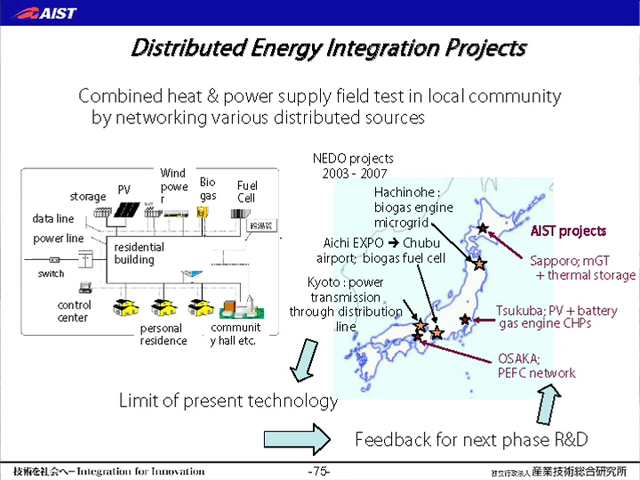 AIST
Distributed Energy Integration Projects
Combined heat & power supply field test in local community
by networking various distributed sources
NEDO projects
2003 - 2007
storage
PV
Wind
powe
r
Bio
gas
Fuel
Cell
data line
power line
residential
building
switch
control
center
personal
residence
communit
y hall etc.
Hachinohe :
biogas engine
microgrid
Aichi EXPO → Chubu
airport; biogas fuel cell
Kyoto : power
transmission
through distribution
line
AIST projects
Sapporo; mGT
+ thermal storage
Tsukuba; PV + battery
gas engine CHPs
OSAKA;
PEFC network
Limit of present technology
Feedback for next phase R&D
技術を社会へ－Integration for Innovation
-75-
独立行政法人 産業技術総合研究所